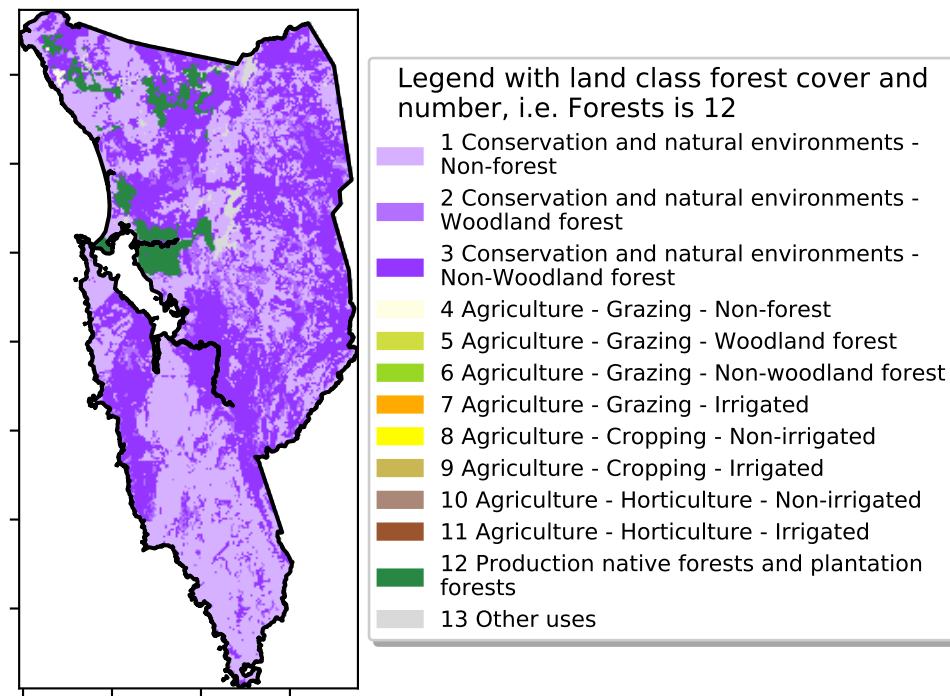 Legend with land class forest cover and
number, i.e. Forests is 12
1 Conservation and natural environments -
Non-forest
2 Conservation and natural environments -
Woodland forest
3 Conservation and natural environments -
Non-Woodland forest
4 Agriculture - Grazing - Non-forest
5 Agriculture - Grazing - Woodland forest
6 Agriculture - Grazing - Non-woodland forest
7 Agriculture - Grazing - Irrigated
8 Agriculture - Cropping - Non-irrigated
9 Agriculture - Cropping - Irrigated
10 Agriculture - Horticulture - Non-irrigated
11 Agriculture - Horticulture - Irrigated
12 Production native forests and plantation
forests
13 Other uses